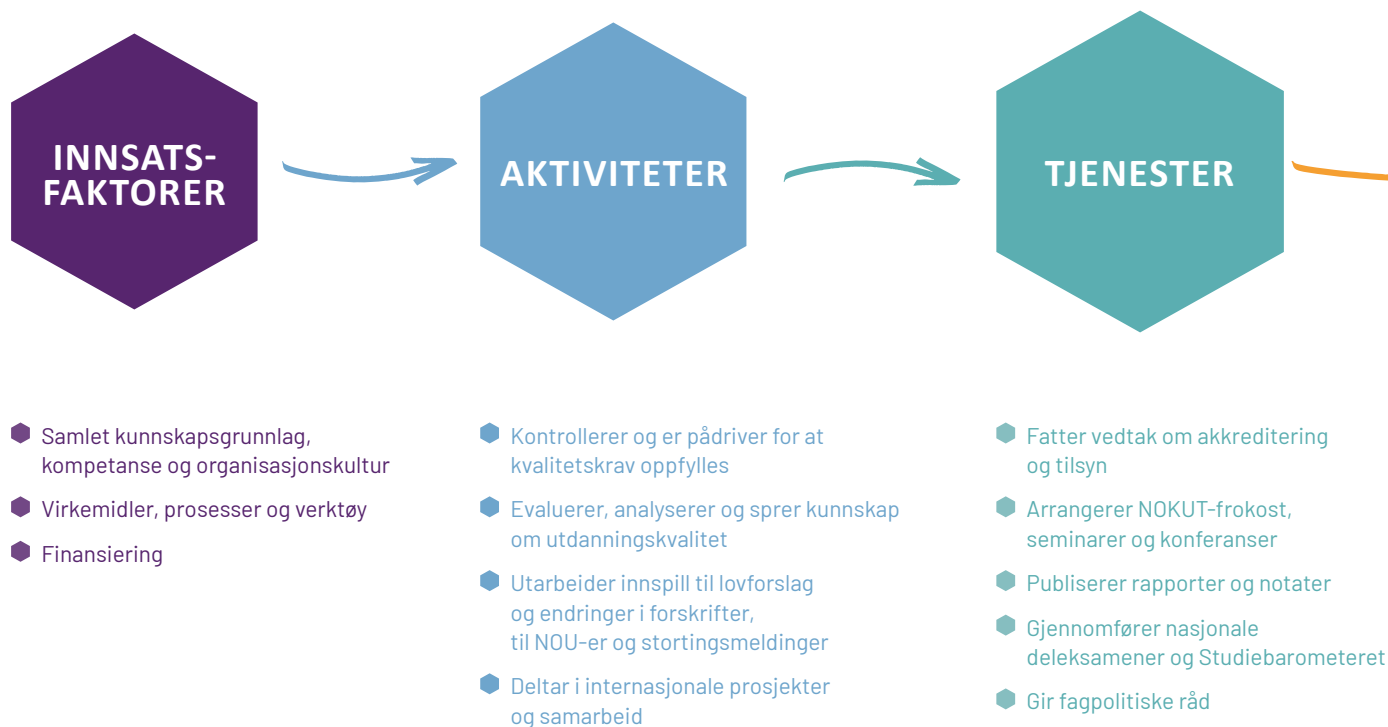 INNSATS-
FAKTORER
AKTIVITETER
TJENESTER
Samlet kunnskapsgrunnlag,
kompetanse og organisasjonskultur
Virkemidler, prosesser og verktøy
Finansiering
Kontrollerer og er pådriver for at
kvalitetskrav oppfylles
Evaluerer, analyserer og sprer kunnskap
om utdanningskvalitet
Utarbeider innspill til lovforslag
og endringer i forskrifter,
til NOU-er og stortingsmeldinger
Deltar i internasjonale prosjekter
og samarbeid
Fatter vedtak om akkreditering
og tilsyn
Arrangerer NOKUT-frokost,
seminarer og konferanser
Publiserer rapporter og notater
Gjennomfører nasjonale
deleksamener og Studiebarometeret
Gir fagpolitiske råd